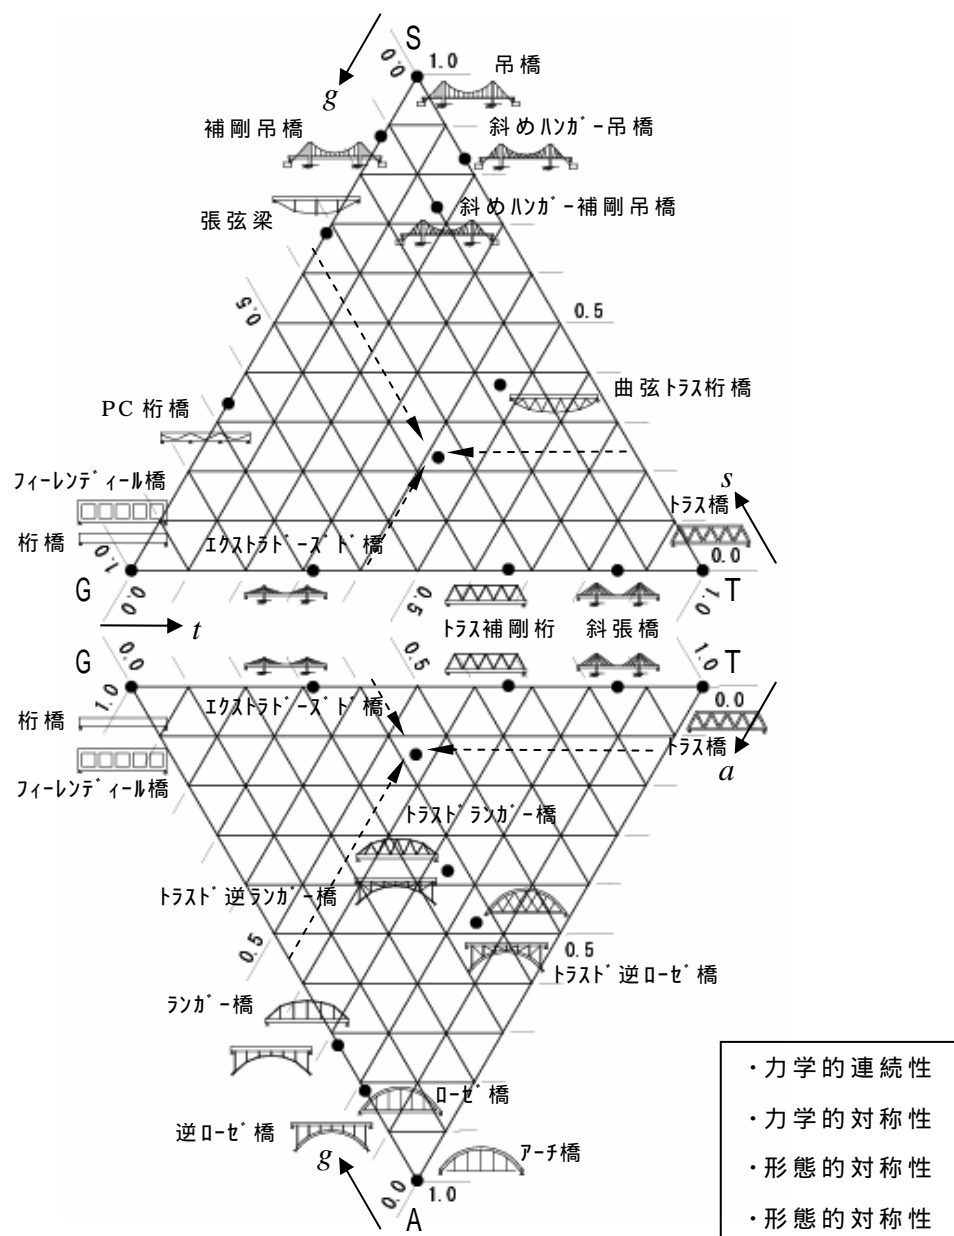 S
0.0
1.0
吊橋
g
補剛吊橋
斜めﾊﾝｶﾞｰ吊橋
斜めﾊﾝｶﾞｰ補剛吊橋
張弦梁
0.5
0.5
曲弦ﾄﾗｽ桁橋
PC桁橋
ﾌｨｰﾚﾝﾃﾞｨｰﾙ橋
s
ﾄﾗｽ橋
桁橋
1.0
ｴｸｽﾄﾗﾄﾞｰｽﾞﾄﾞ橋
0.0
G
0.0
0.5
1.0
T
t
ﾄﾗｽ補剛桁
斜張橋
G
0.0
0.5
1.0
T
1.0
0.0
桁橋
ｴｸｽﾄﾗﾄﾞｰｽﾞﾄﾞ橋
ﾄﾗｽ橋
a
ﾌｨｰﾚﾝﾃﾞｨｰﾙ橋
ﾄﾗｽﾄﾞﾗﾝｶﾞｰ橋
ﾄﾗｽﾄﾞ逆ﾗﾝｶﾞｰ橋
0.5
0.5
ﾄﾗｽﾄﾞ逆ﾛｰｾﾞ橋
ﾗﾝｶﾞｰ橋
ﾛｰｾﾞ橋
逆ﾛｰｾﾞ橋
g
ｱｰﾁ橋
0.0
1.0
A
・力学的連続性
・力学的対称性
・形態的対称性
・形態的対称性